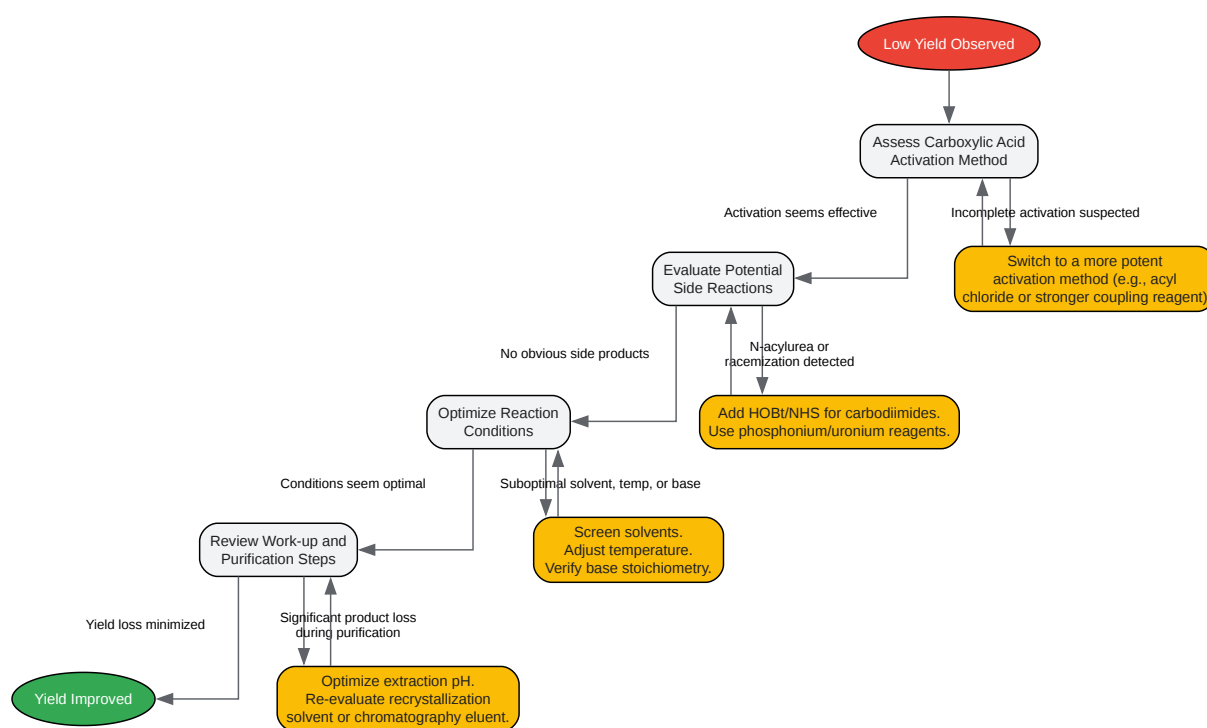 Low Yield Observed
Assess Carboxylic Acid
Activation Method
Activation seems effective
Incomplete activation suspected
Evaluate Potential
Side Reactions
Switch to a more potent
activation method (e.g., acyl
chloride or stronger coupling reagent)
No obvious side products
N-acylurea or
racemization detected
Optimize Reaction
Conditions
Add HOBt/NHS for carbodiimides.
Use phosphonium/uronium reagents.
Conditions seem optimal
Suboptimal solvent, temp, or base
Review Work-up and
Purification Steps
Screen solvents.
Adjust temperature.
Verify base stoichiometry.
Yield loss minimized
Significant product loss
during purification
Yield Improved
Optimize extraction pH.
Re-evaluate recrystallization
solvent or chromatography eluent.